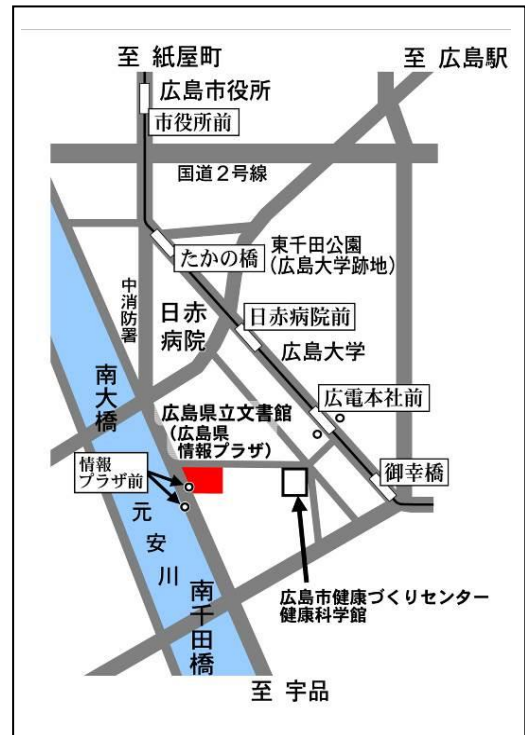 至 紙屋町
至 広島駅
広島市役所
市役所前
国道２号線
たかの橋
東千田公園
（広島大学跡地）
中消防署
日赤
病院
日赤病院前
広島大学
南大橋
広島県立文書館
（広島県
情報プラザ）
広電本社前
情報
プラザ前
御幸橋
元安川
南千田橋
広島市健康づくりセンター
健康科学館
至 宇品